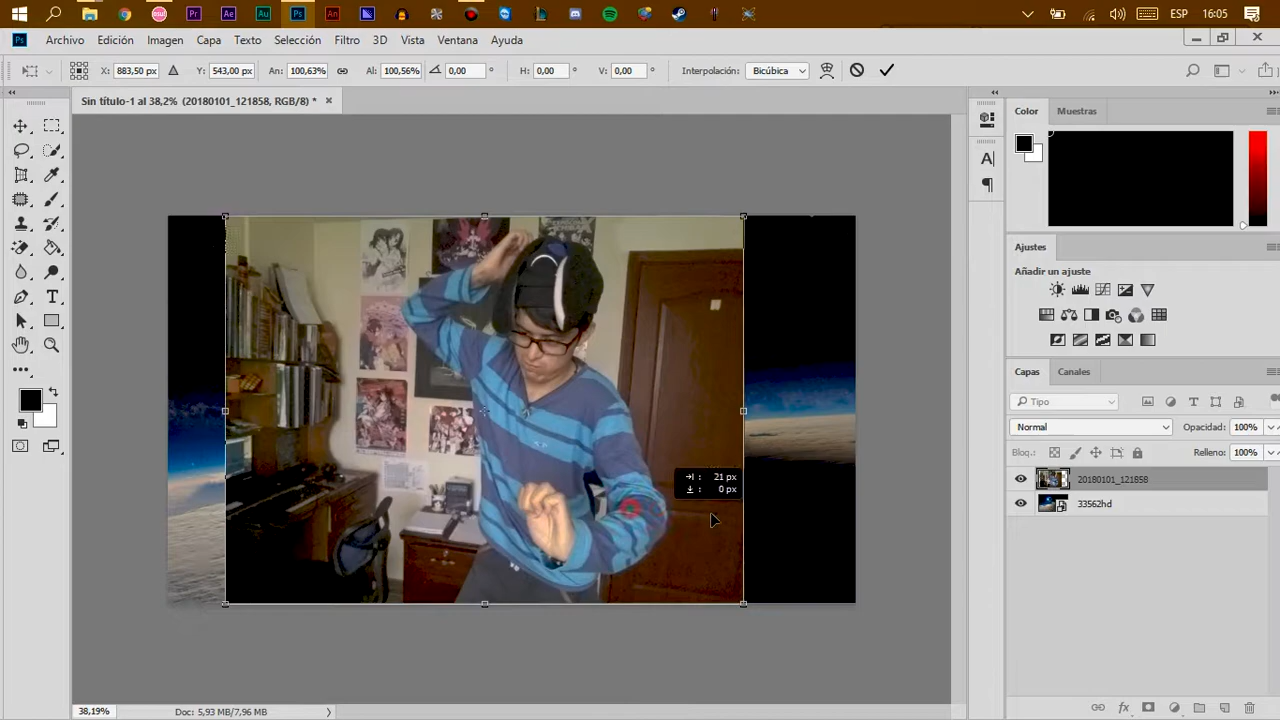 ESP 16:05
Archivo Edición Imagen Capa Texto Selección Filtro 3D Vista Ventana Ayuda
X: 883,50 px Y: 543,00 px An: 100,63% Al: 100,56% 0,00 ° H: 0,00 ° V: 0,00 ° Interpolación: Bicúbica
Sin título-1 al 38,2% (20180101_121858, RGB/8) * ×
Color Muestras
Ajustes
Añadir un ajuste
Capas Canales
Tipo
Normal Opacidad: 100%
Bloq.: Relleno: 100%
20180101_121858
33562hd
21 px
0 px
38,19% Doc: 5,93 MB/7,96 MB